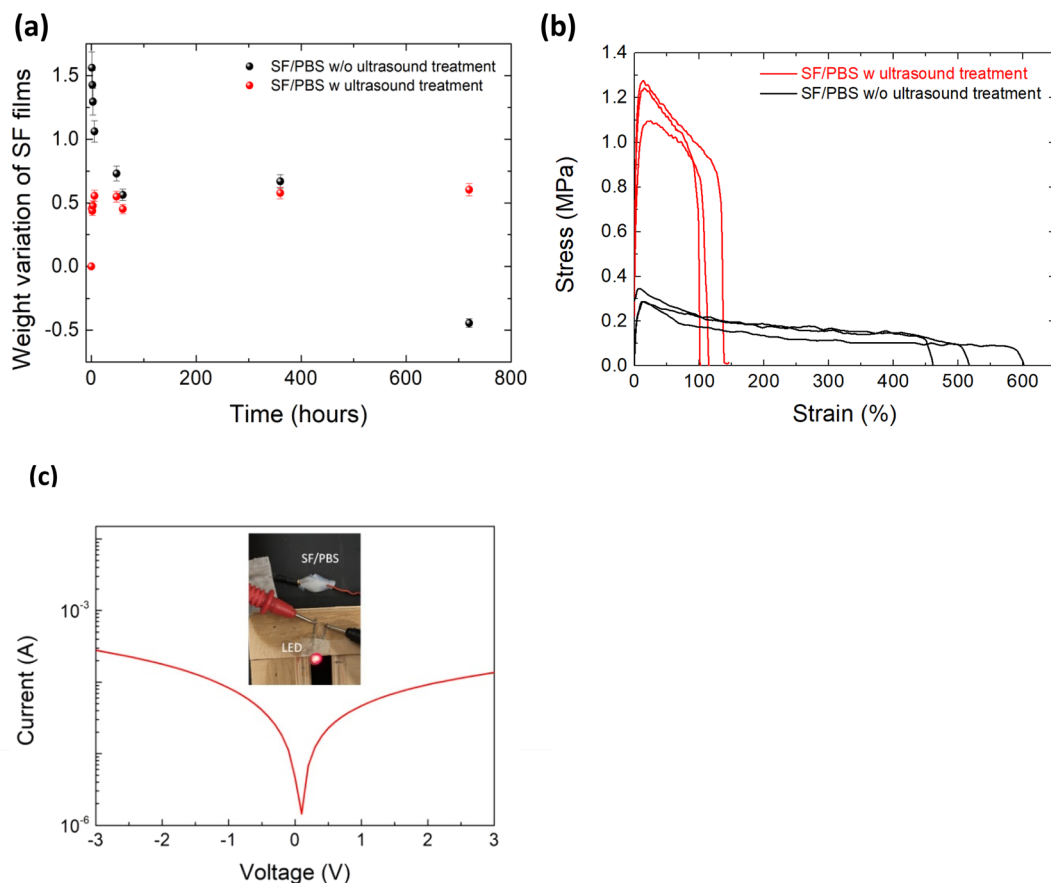 (a)
Weight variation of SF films
1.5
1.0
0.5
0.0
-0.5
0
200
400
600
800
Time (hours)
SF/PBS w/o ultrasound treatment
SF/PBS w ultrasound treatment
(b)
Stress (MPa)
1.4
1.2
1.0
0.8
0.6
0.4
0.2
0.0
0
100
200
300
400
500
600
Strain (%)
SF/PBS w ultrasound treatment
SF/PBS w/o ultrasound treatment
(c)
Current (A)
10-3
10-6
-3
-2
-1
0
1
2
3
Voltage (V)
SF/PBS
LED